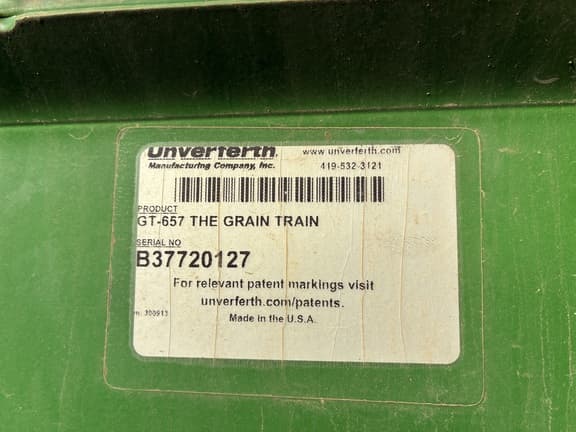 unverferth. www.unverferth.com
Manufacturing Company, Inc. 419-532-3121
PRODUCT
GT-657 THE GRAIN TRAIN
SERIAL NO
B37720127
For relevant patent markings visit
unverferth.com/patents.
Made in the U.S.A.